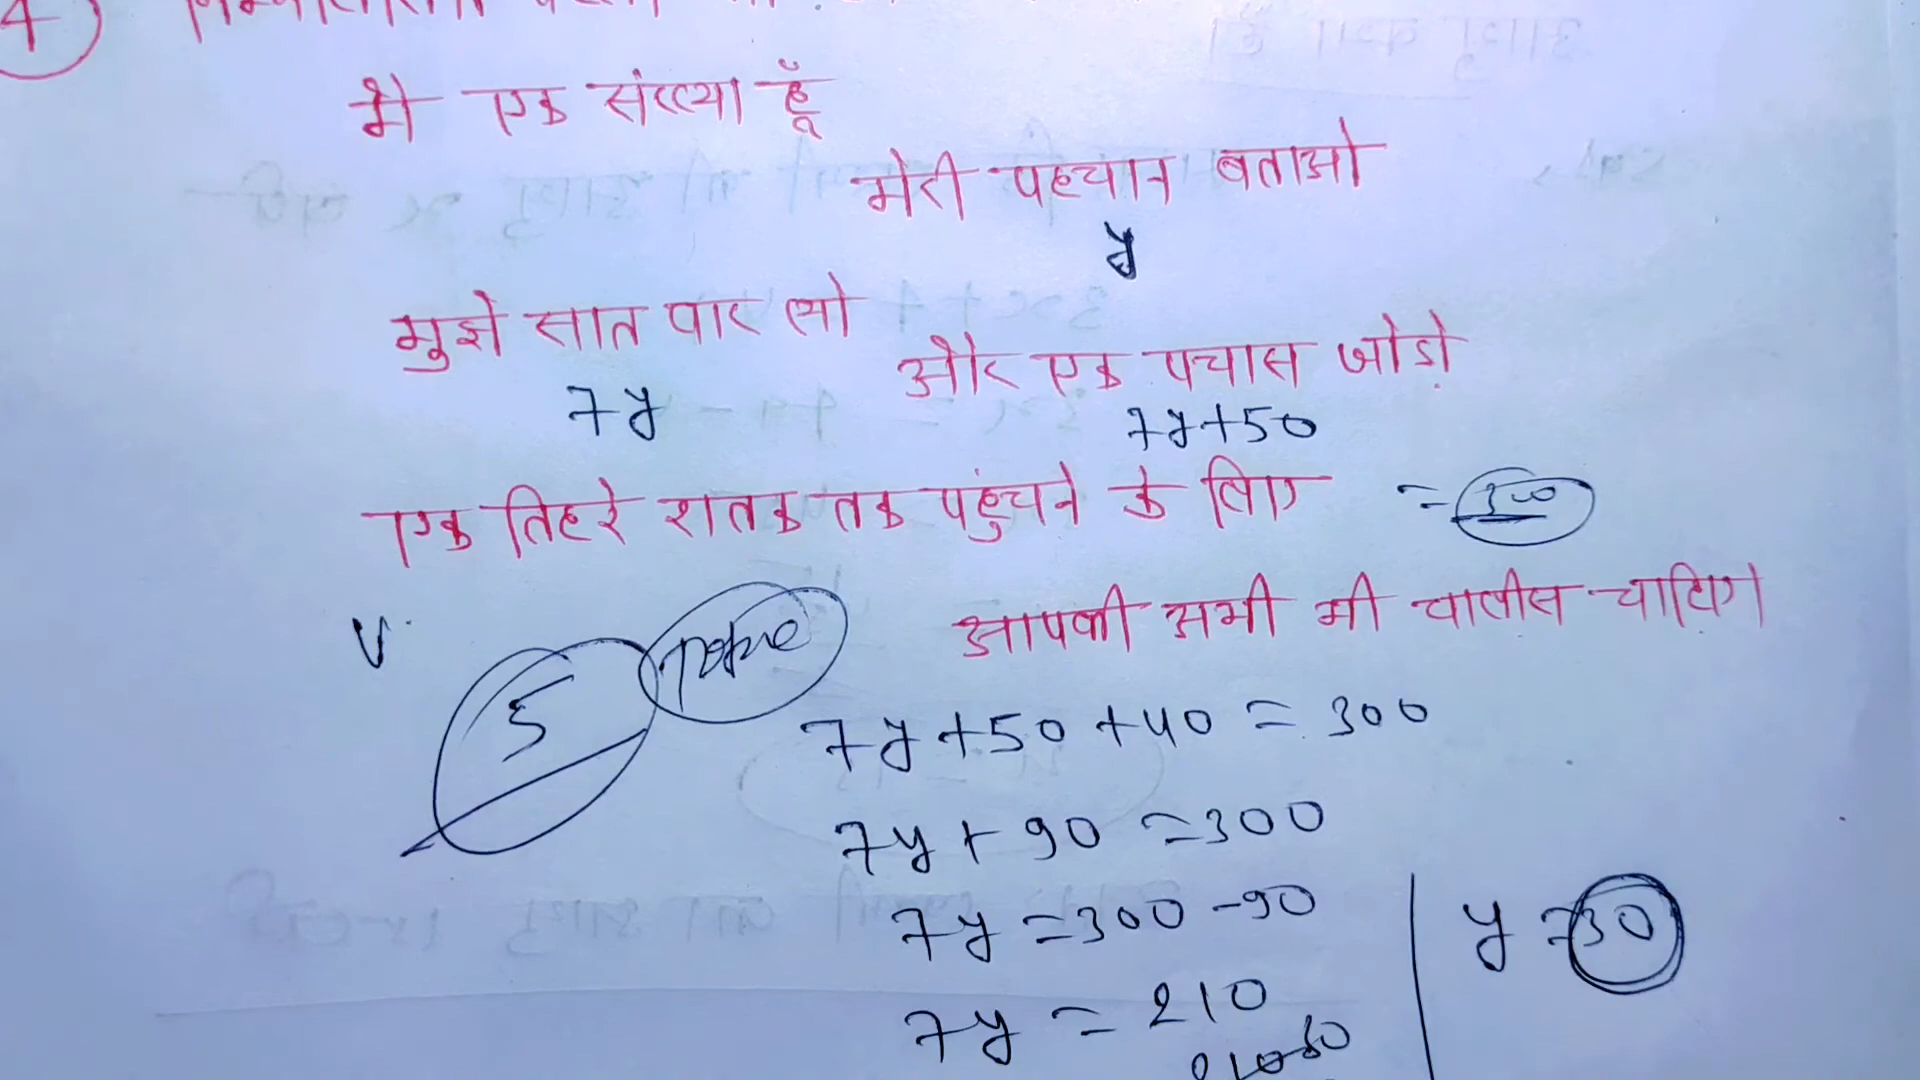 4
मै एक संख्या हूँ
मेरी पहचान बताओ
y
मुझे सात पार लो
और एक पचास जोडो
7y
7y+50
एक तिहरे शतक तक पहुंचने के लिए = 300
आपकी अभी भी चालीस चाहिए।
5
7y+50+40=300
7y+90=300
7y=300-90
y=30
7y=210